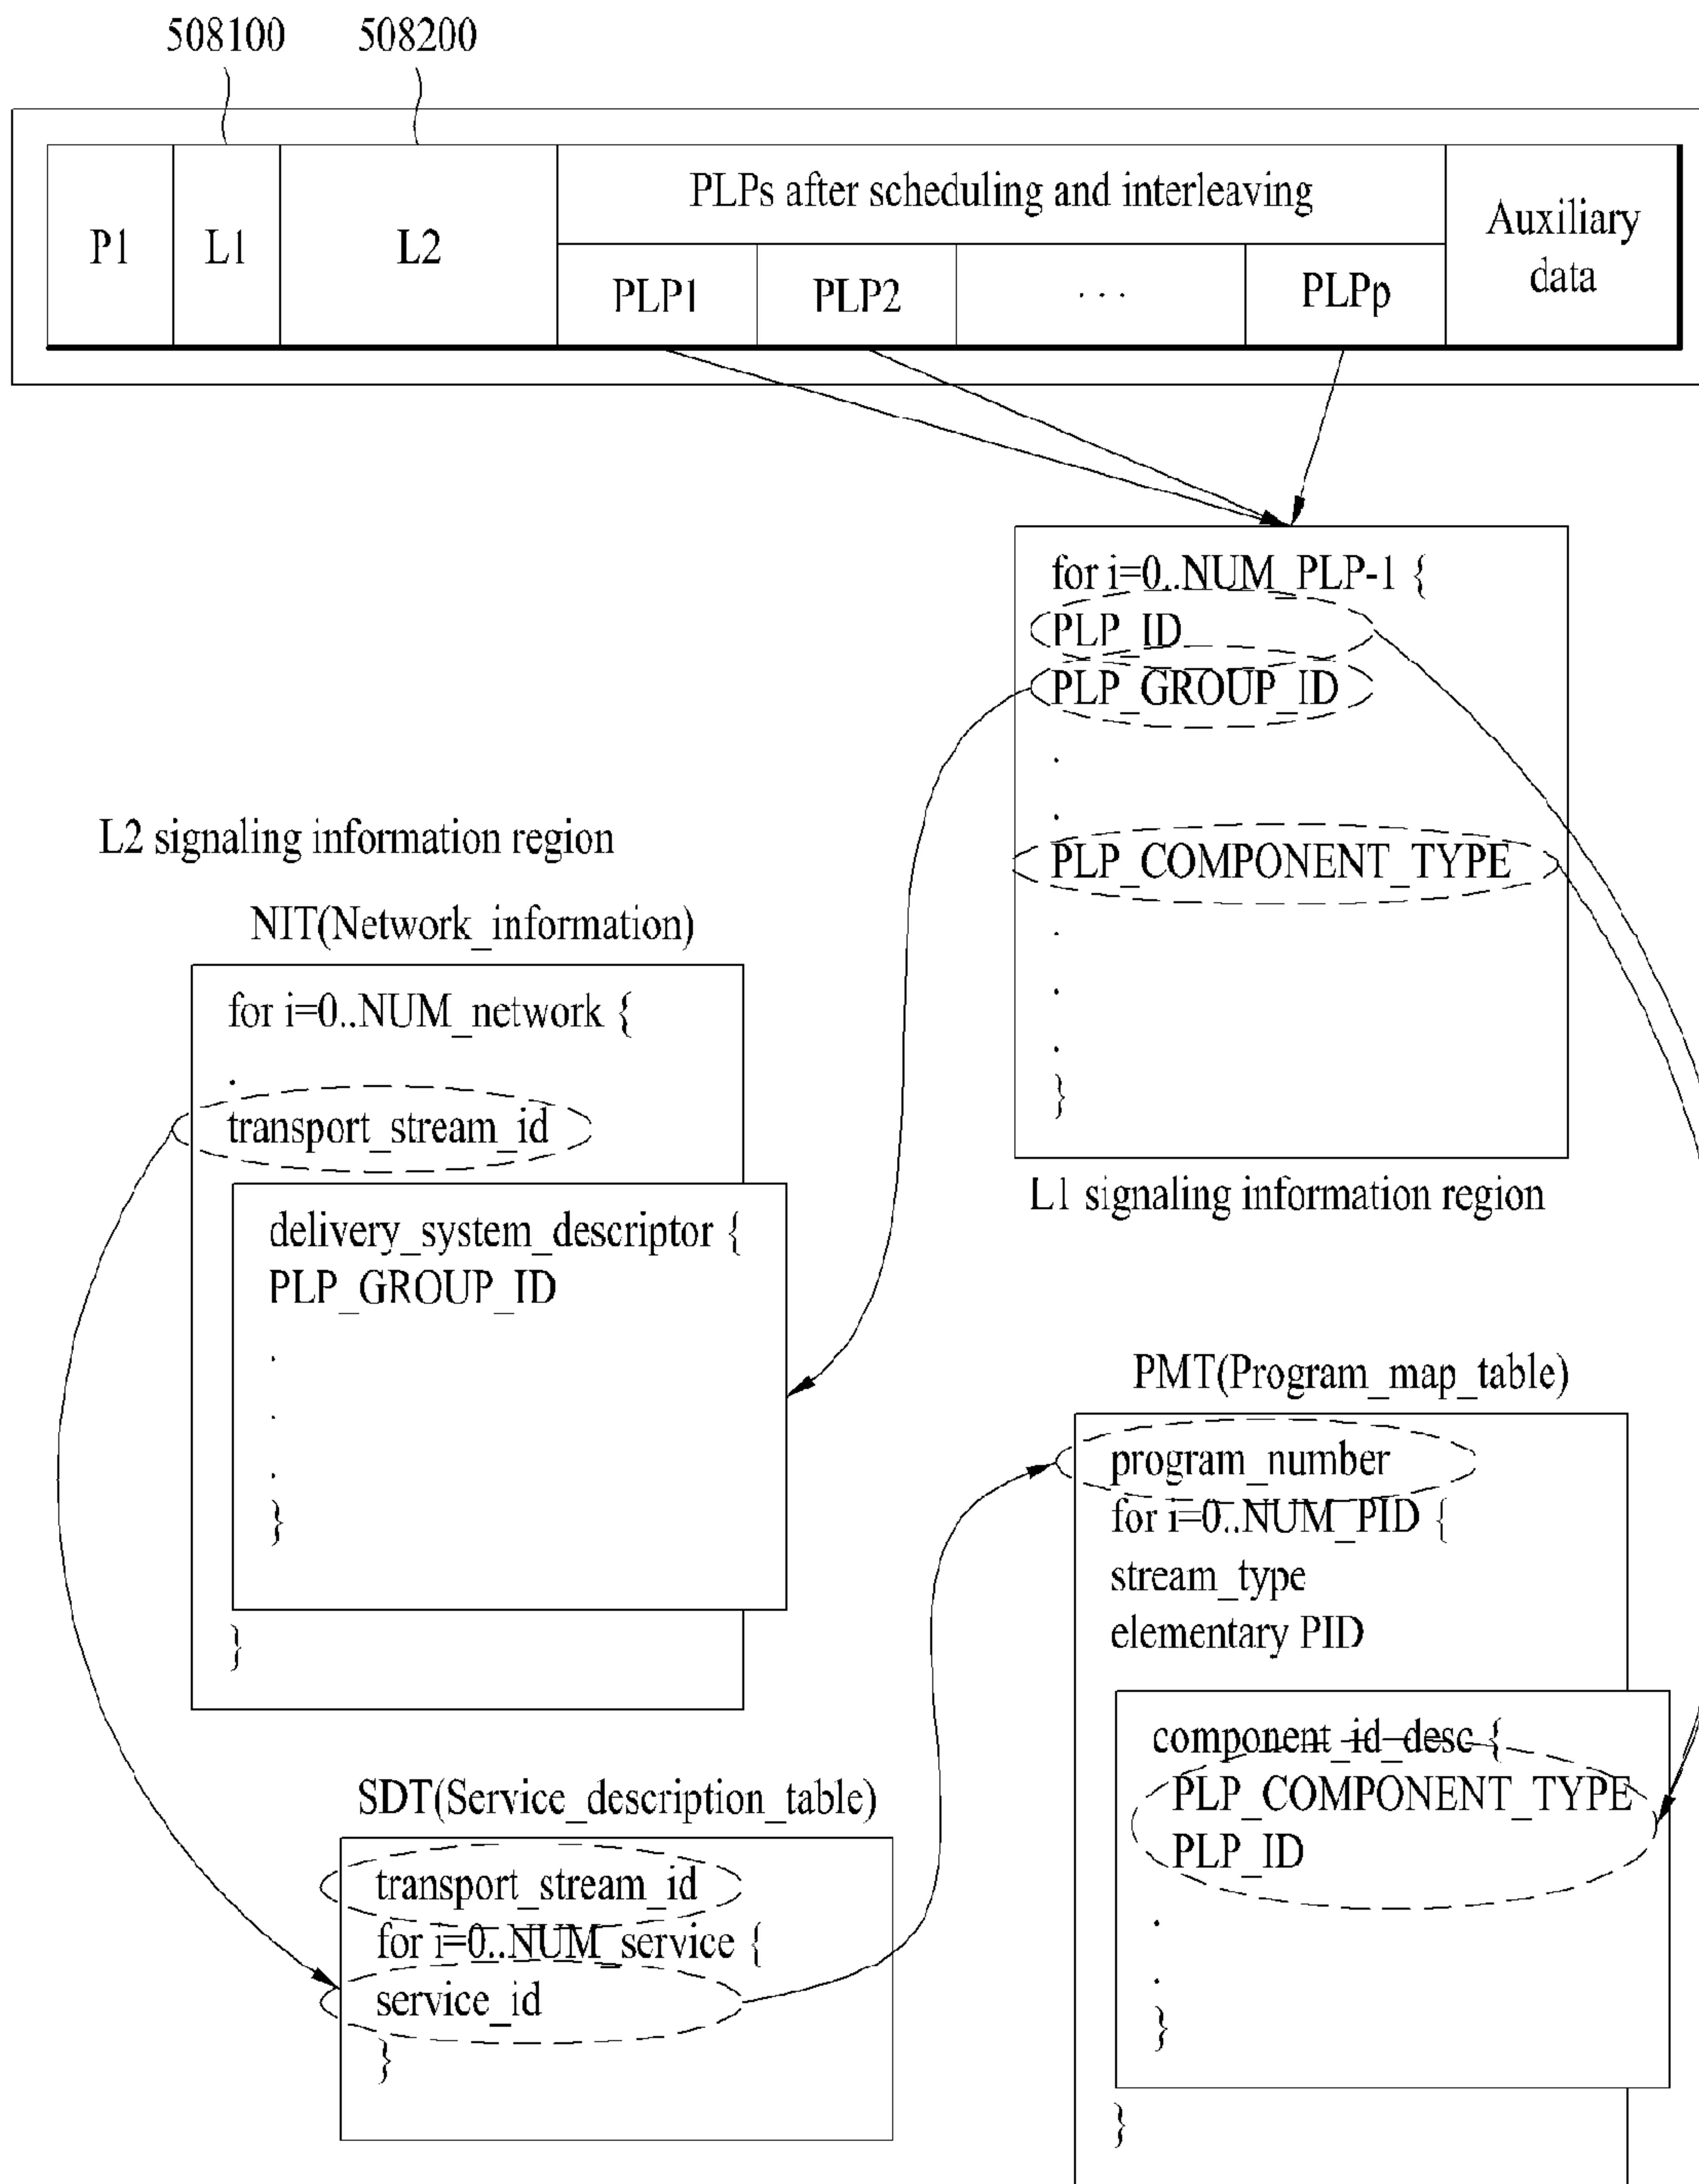 508100 508200
P1 L1 L2 PLPs after scheduling and interleaving Auxiliary
data
PLP1 PLP2 . . . PLPp
for i=0..NUM_PLP-1 {
PLP_ID
PLP_GROUP_ID
.
.
PLP_COMPONENT_TYPE
.
.
.
}
L1 signaling information region
L2 signaling information region
NIT(Network_information)
for i=0..NUM_network {
.
transport_stream_id
delivery_system_descriptor {
PLP_GROUP_ID
.
.
.
}
}
SDT(Service_description_table)
transport_stream_id
for i=0..NUM_service {
service_id
}
PMT(Program_map_table)
program_number
for i=0..NUM_PID {
stream_type
elementary PID
component_id_desc {
PLP_COMPONENT_TYPE
PLP_ID
.
.
}
}